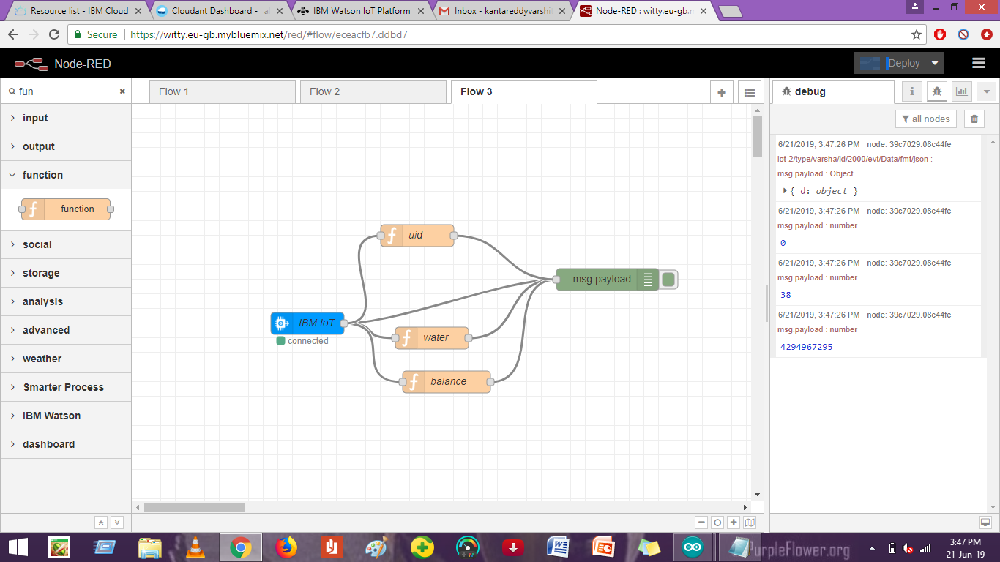 Resource list - IBM Cloud
Cloudant Dashboard - _a
IBM Watson IoT Platform
Inbox - kantareddyvarshit
Node-RED : witty.eu-gb.m
Secure
https://witty.eu-gb.mybluemix.net/red/#flow/eceacfb7.ddbd7
Node-RED
Deploy
fun
Flow 1
Flow 2
Flow 3
debug
input
output
function
function
social
storage
analysis
advanced
weather
Smarter Process
IBM Watson
dashboard
uid
msg.payload
IBM IoT
connected
water
balance
all nodes
6/21/2019, 3:47:26 PM node: 39c7029.08c44fe
iot-2/type/varsha/id/2000/evt/Data/fmt/json :
msg.payload : Object
{ d: object }
6/21/2019, 3:47:26 PM node: 39c7029.08c44fe
msg.payload : number
0
6/21/2019, 3:47:26 PM node: 39c7029.08c44fe
msg.payload : number
38
6/21/2019, 3:47:26 PM node: 39c7029.08c44fe
msg.payload : number
4294967295
PurpleFlower.org
3:47 PM
21-Jun-19